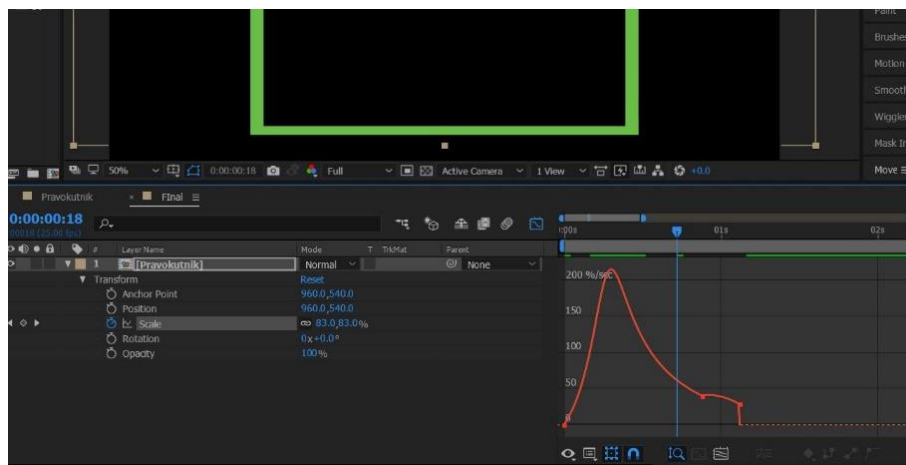 Paint
Brushes
Motion
Smooth
Wiggler
Mask In
Move
50%
0:00:00:18
Full
Active Camera
1 View
+0.0
Pravokutnik
FInal
0:00:00:18
00018 (25.00 fps)
01s
02s
# Layer Name Mode T TrkMat Parent
1 [Pravokutnik] Normal None
Transform Reset
Anchor Point 960.0,540.0
Position 960.0,540.0
Scale 83.0,83.0%
Rotation 0x+0.0°
Opacity 100%
200 %/sec
150
100
50
0